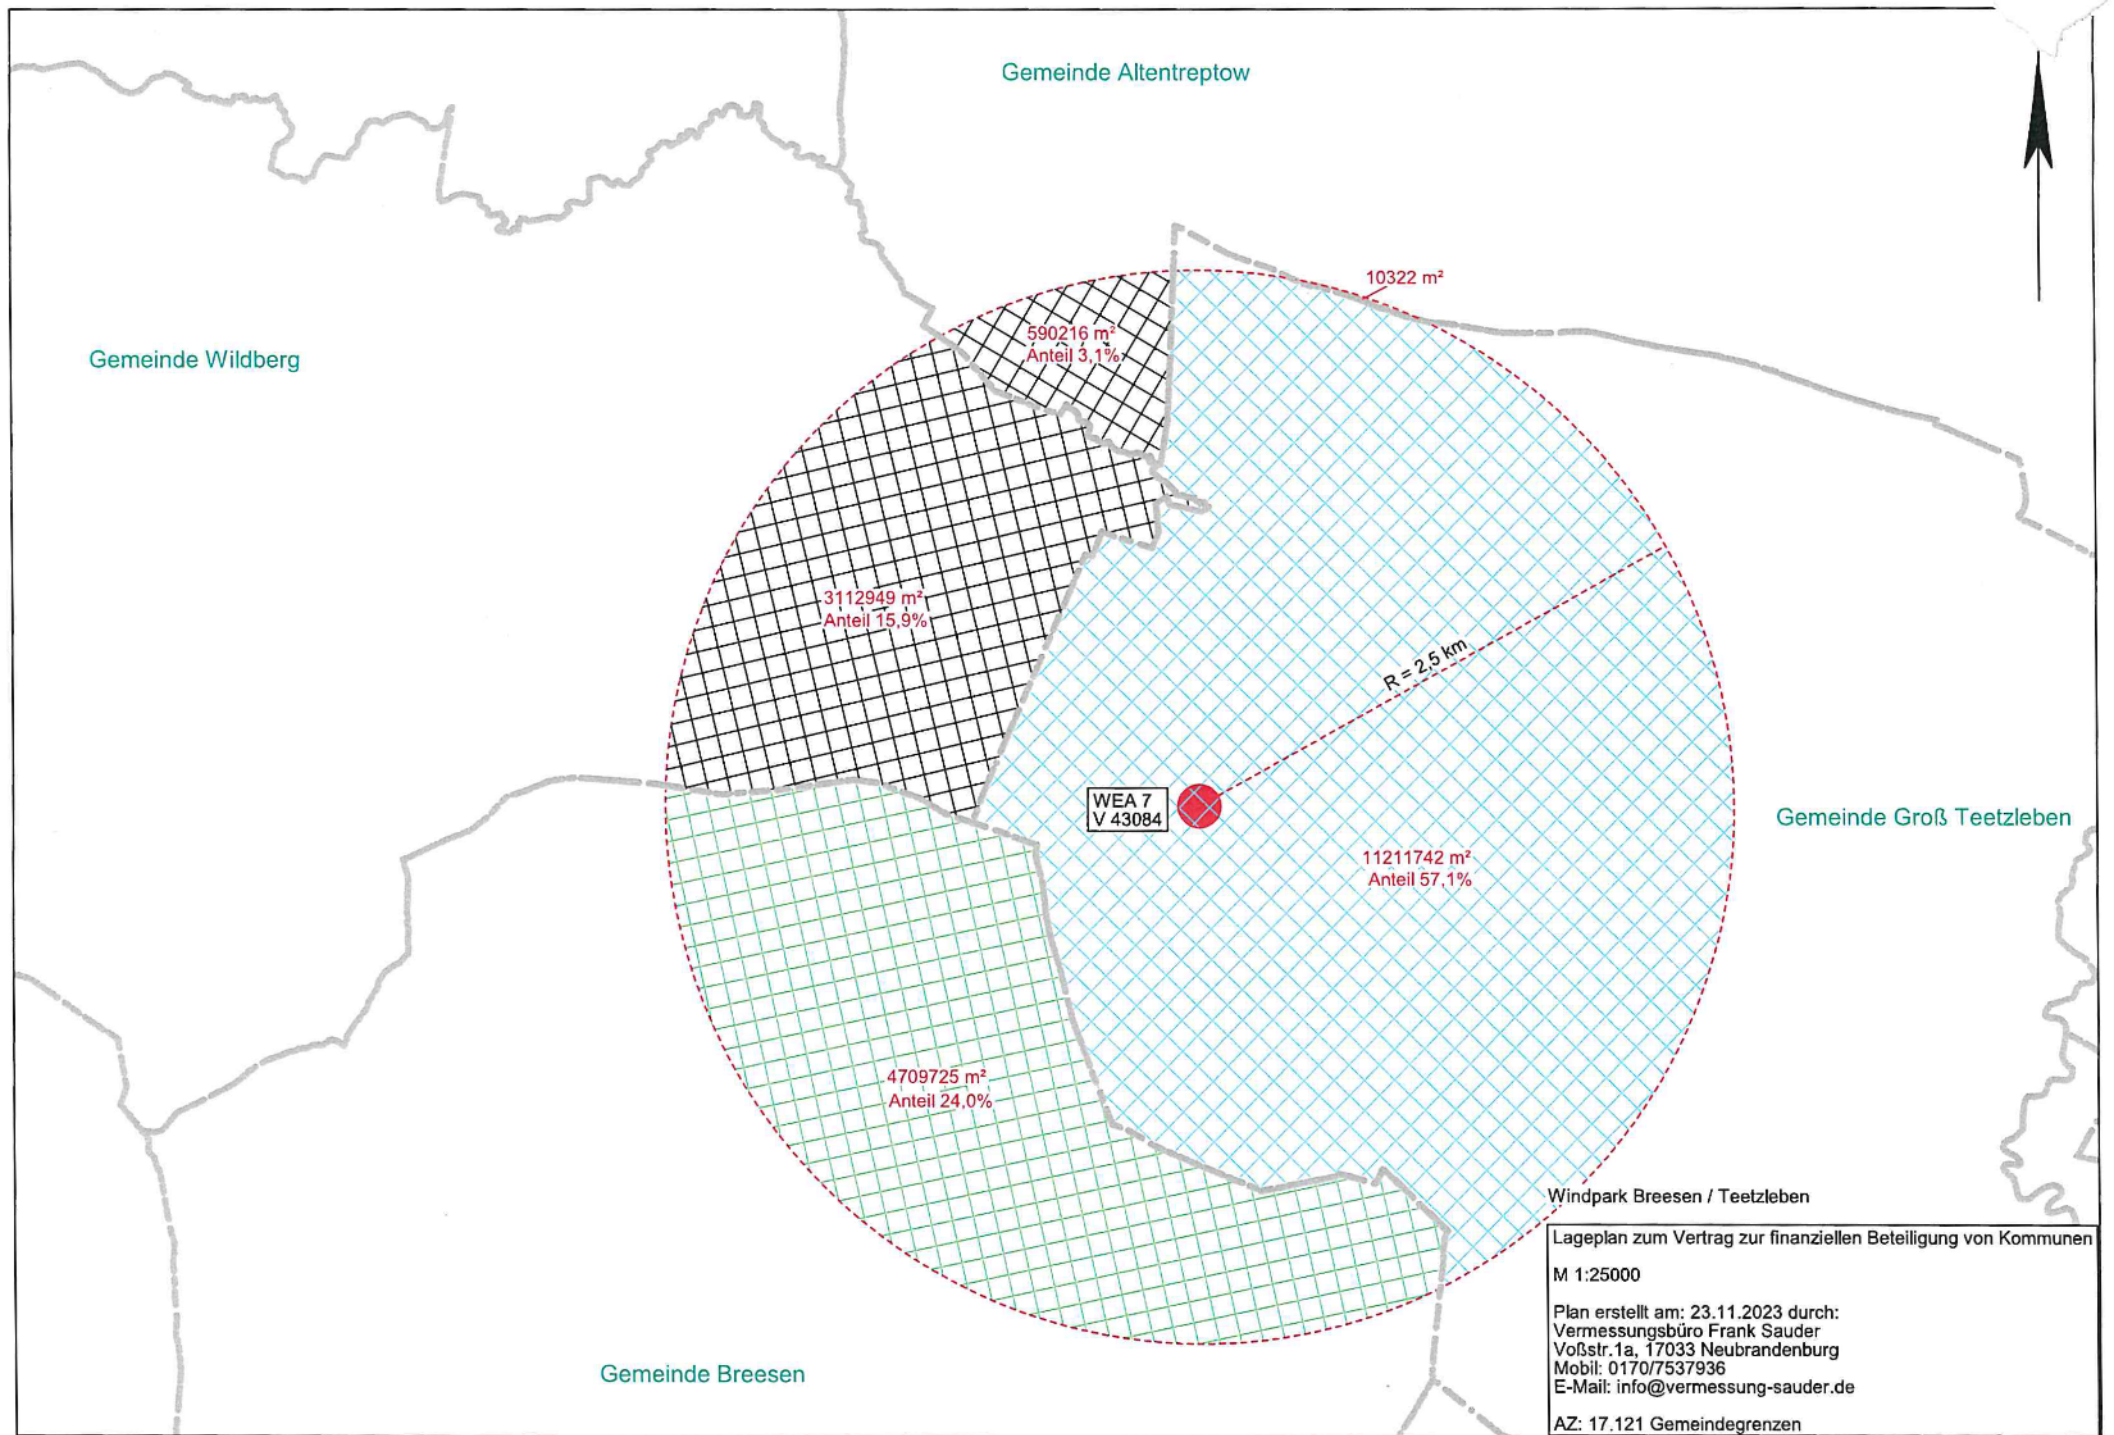 Gemeinde Altentreptow
10322 m²
590216 m²
Anteil 3,1%
Gemeinde Wildberg
3112949 m²
Anteil 15,9%
R = 2,5 km
WEA 7
V 43084
Gemeinde Groß Teetzleben
11211742 m²
Anteil 57,1%
4709725 m²
Anteil 24,0%
Gemeinde Breesen
Windpark Breesen / Teetzleben
Lageplan zum Vertrag zur finanziellen Beteiligung von Kommunen
M 1:25000
Plan erstellt am: 23.11.2023 durch:
Vermessungsbüro Frank Sauder
Voßstr.1a, 17033 Neubrandenburg
Mobil: 0170/7537936
E-Mail: info@vermessung-sauder.de
AZ: 17.121 Gemeindegrenzen